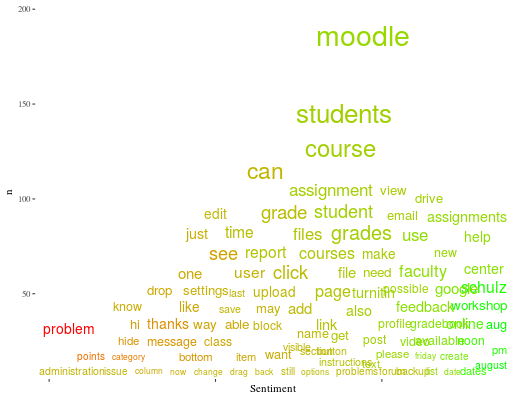 200
moodle
150
students
course
can
100
assignment view
drive
edit grade student email assignments
just time files grades use help
see report courses make new
one user click file need faculty center
50
drop settings last upload page turnitin possible google schulz
know like save may add also feedback workshop
problem hi thanks way able block link profile gradebook online aug
name get
hide message class post video available noon
visible section button
points category bottom item want please friday create pm
instructions text
administration issue column now change drag back still options problems forum backup list date dates august
n
Sentiment